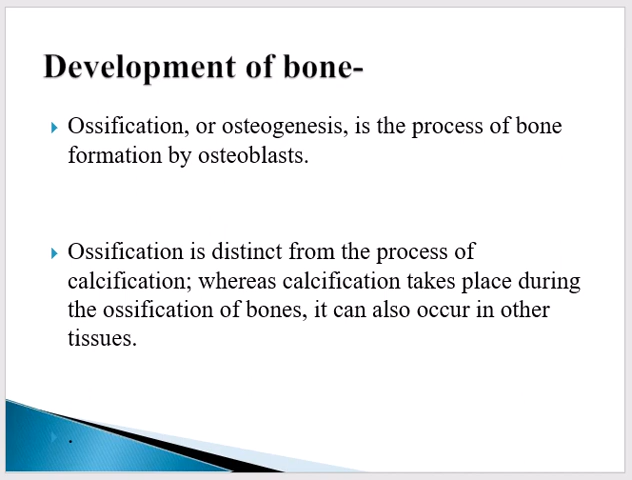 Development of bone-
Ossification, or osteogenesis, is the process of bone
formation by osteoblasts.
Ossification is distinct from the process of
calcification; whereas calcification takes place during
the ossification of bones, it can also occur in other
tissues.
.